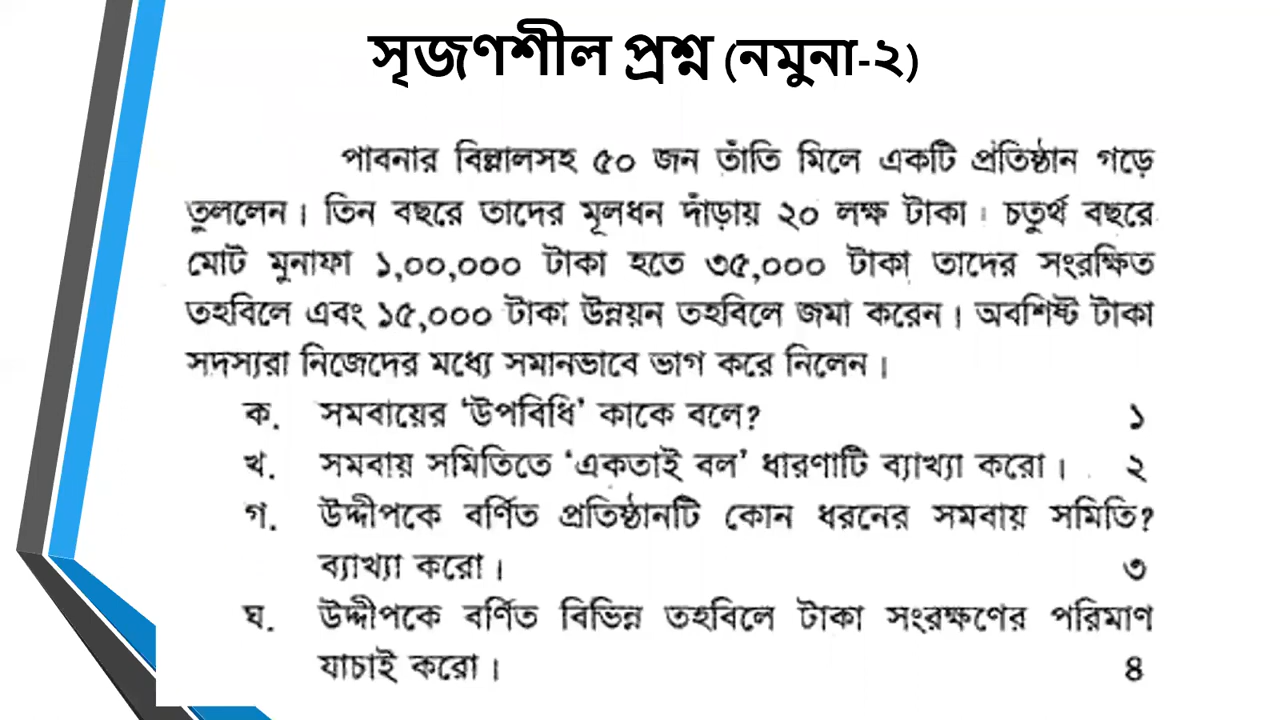 সৃজণশীল প্রশ্ন (নমুনা-২)
পাবনার বিল্লালসহ ৫০ জন তাঁতি মিলে একটি প্রতিষ্ঠান গড়ে
তুললেন। তিন বছরে তাদের মূলধন দাঁড়ায় ২০ লক্ষ টাকা। চতুর্থ বছরে
মোট মুনাফা ১,০০,০০০ টাকা হতে ৩৫,০০০ টাকা তাদের সংরক্ষিত
তহবিলে এবং ১৫,০০০ টাকা উন্নয়ন তহবিলে জমা করেন। অবশিষ্ট টাকা
সদস্যরা নিজেদের মধ্যে সমানভাবে ভাগ করে নিলেন।
ক. সমবায়ের ‘উপবিধি’ কাকে বলে? ১
খ. সমবায় সমিতিতে ‘একতাই বল’ ধারণাটি ব্যাখ্যা করো। ২
গ. উদ্দীপকে বর্ণিত প্রতিষ্ঠানটি কোন ধরনের সমবায় সমিতি?
ব্যাখ্যা করো। ৩
ঘ. উদ্দীপকে বর্ণিত বিভিন্ন তহবিলে টাকা সংরক্ষণের পরিমাণ
যাচাই করো। ৪